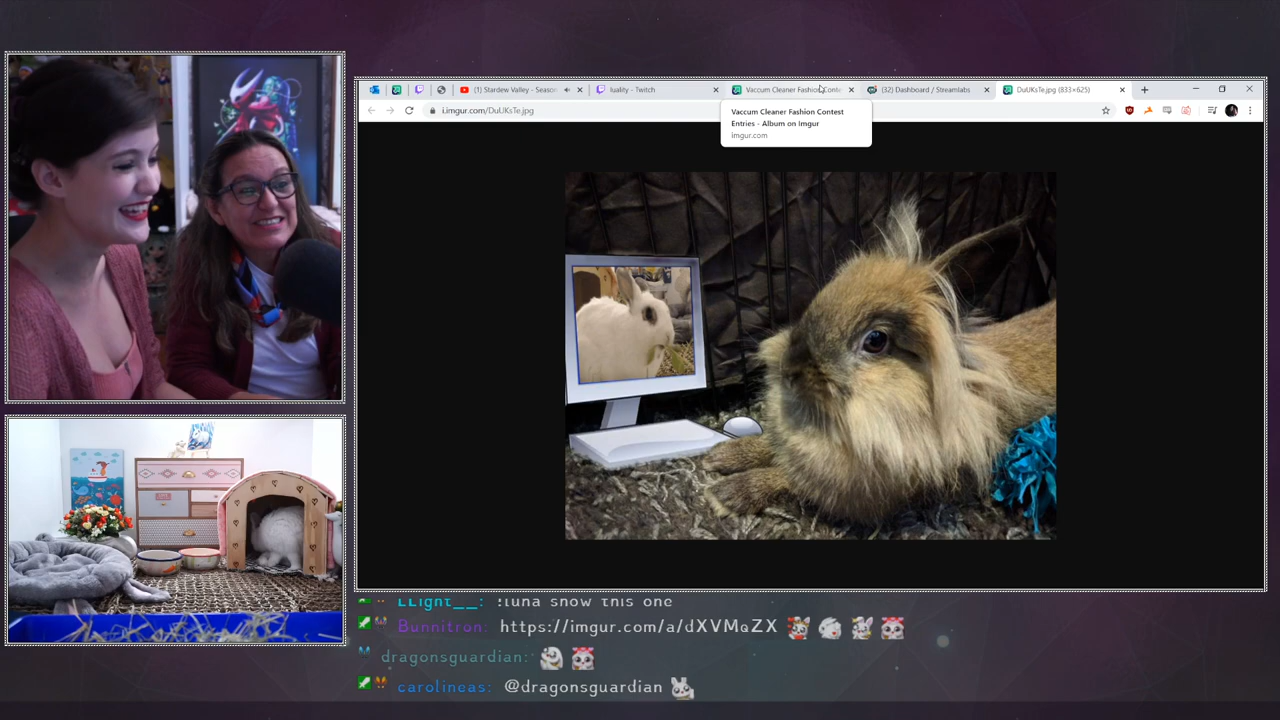 (1) Stardew Valley - Season
luality - Twitch
Vaccum Cleaner Fashion Conte
(32) Dashboard / Streamlabs
DuUKsTe.jpg (833×625)
i.imgur.com/DuUKsTe.jpg
Vaccum Cleaner Fashion Contest
Entries - Album on Imgur
imgur.com
LLight__: !luna show this one
Bunnitron: https://imgur.com/a/dXVMqZX
dragonsguardian:
carolineas: @dragonsguardian